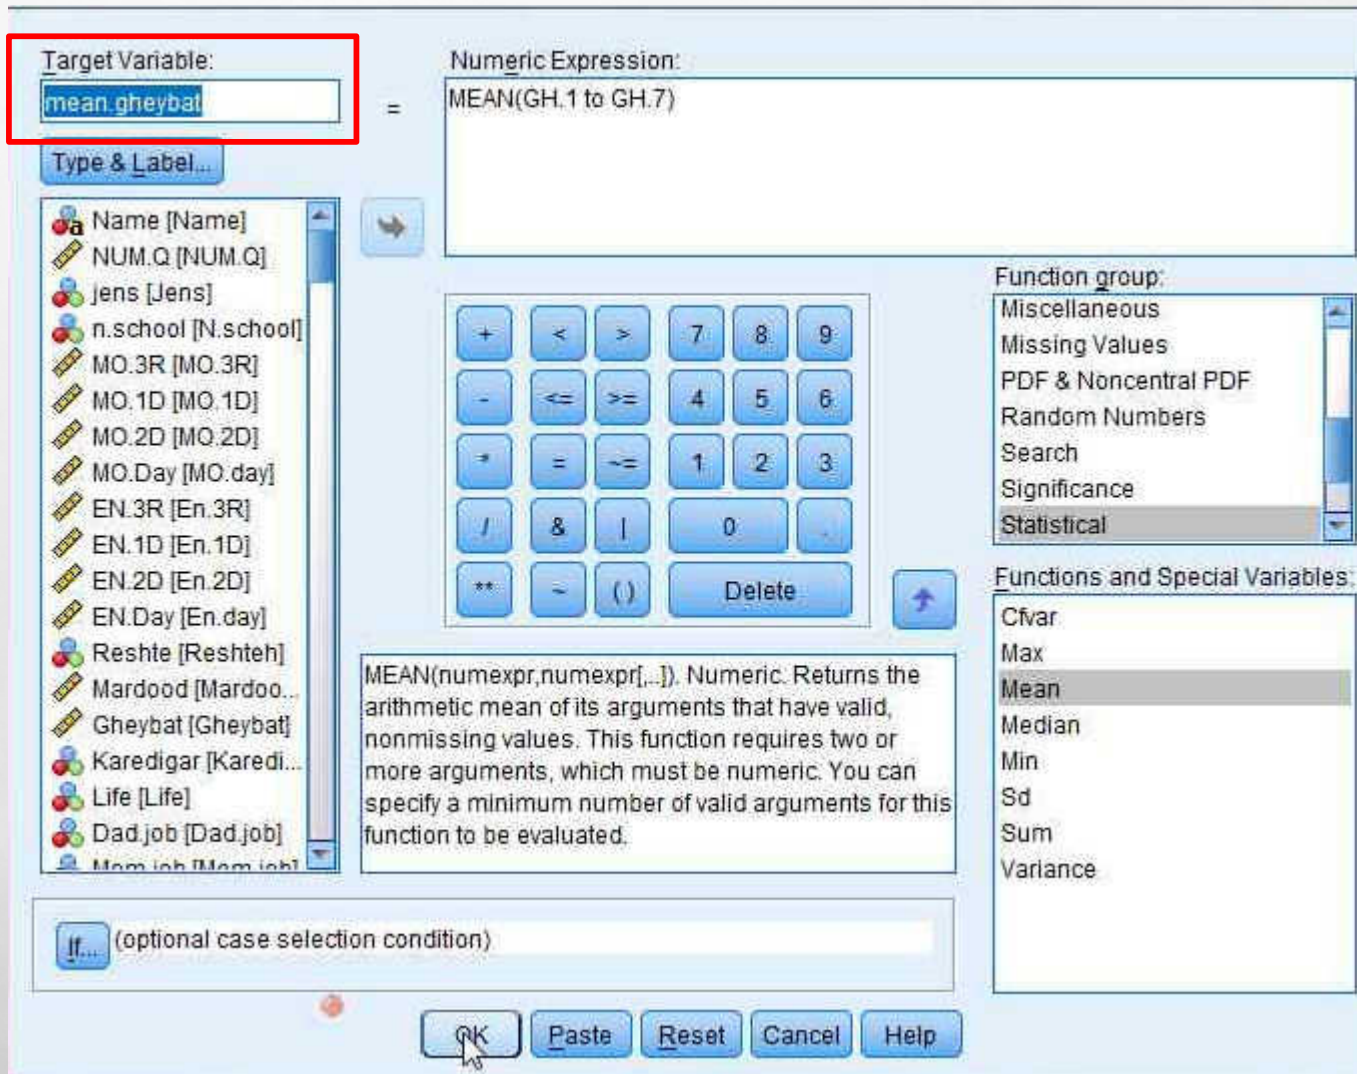 Target Variable:
mean.gheybat
=
Numeric Expression:
MEAN(GH.1 to GH.7)
Type & Label...
Name [Name]
NUM.Q [NUM.Q]
jens [Jens]
n.school [N.school]
MO.3R [MO.3R]
MO.1D [MO.1D]
MO.2D [MO.2D]
MO.Day [MO.day]
EN.3R [En.3R]
EN.1D [En.1D]
EN.2D [En.2D]
EN.Day [En.day]
Reshte [Reshteh]
Mardood [Mardoo...
Gheybat [Gheybat]
Karedigar [Karedi...
Life [Life]
Dad.job [Dad.job]
Mom.job [Mom.job]
+ < > 7 8 9
- <= >= 4 5 6
* = ~= 1 2 3
/ & | 0 .
** ~ ( ) Delete
Function group:
Miscellaneous
Missing Values
PDF & Noncentral PDF
Random Numbers
Search
Significance
Statistical
Functions and Special Variables:
Cfvar
Max
Mean
Median
Min
Sd
Sum
Variance
MEAN(numexpr,numexpr[,..]). Numeric. Returns the
arithmetic mean of its arguments that have valid,
nonmissing values. This function requires two or
more arguments, which must be numeric. You can
specify a minimum number of valid arguments for this
function to be evaluated.
If... (optional case selection condition)
OK Paste Reset Cancel Help